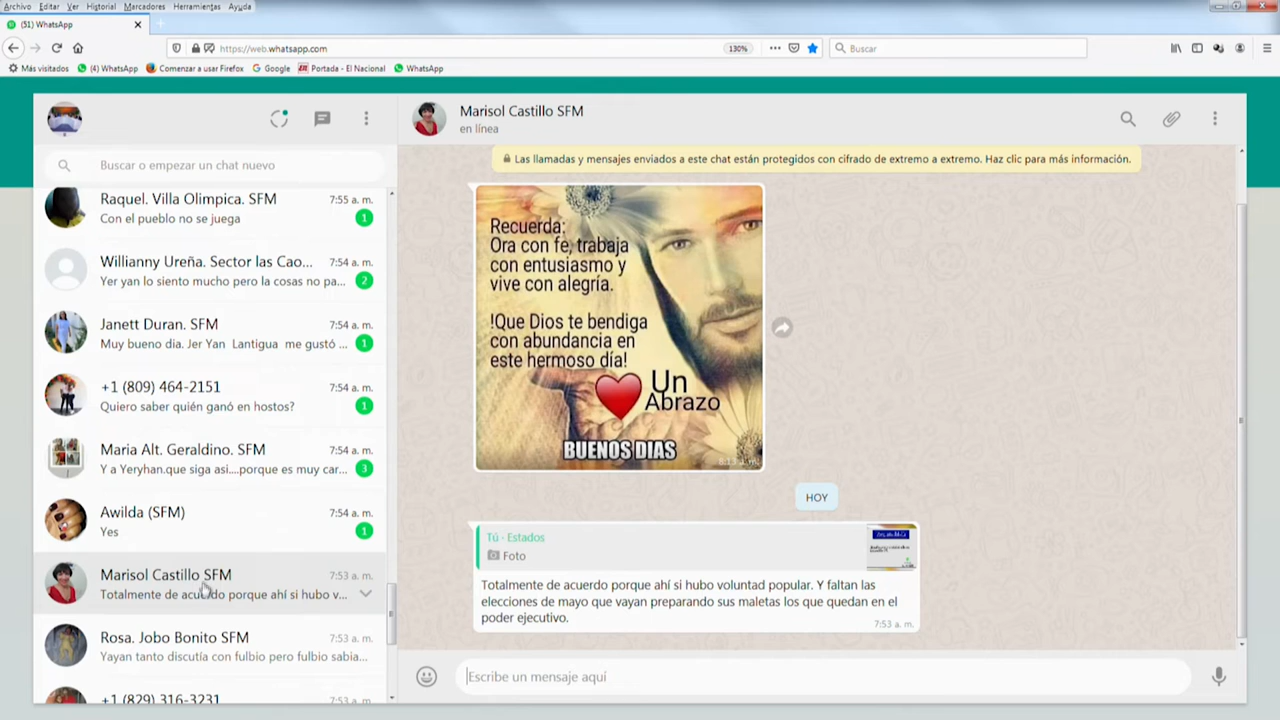 Archivo Editar Ver Historial Marcadores Herramientas Ayuda
(51) WhatsApp
https://web.whatsapp.com
130%
Buscar
Más visitados
(4) WhatsApp
Comenzar a usar Firefox
Google
Portada - El Nacional
WhatsApp
Buscar o empezar un chat nuevo
Raquel. Villa Olimpica. SFM
7:55 a. m.
Con el pueblo no se juega
1
Willianny Ureña. Sector las Cao...
7:54 a. m.
Yer yan lo siento mucho pero la cosas no pa...
2
Janett Duran. SFM
7:54 a. m.
Muy bueno dia. Jer Yan Lantigua me gustó ...
1
+1 (809) 464-2151
7:54 a. m.
Quiero saber quién ganó en hostos?
1
Maria Alt. Geraldino. SFM
7:54 a. m.
Y a Yeryhan.que siga asi....porque es muy car...
3
Awilda (SFM)
7:54 a. m.
Yes
1
Marisol Castillo SFM
7:53 a. m.
Totalmente de acuerdo porque ahí si hubo v...
Rosa. Jobo Bonito SFM
7:53 a. m.
Yayan tanto discutía con fulbio pero fulbio sabia...
+1 (829) 316-3231
7:53 a. m.
Marisol Castillo SFM
en línea
Las llamadas y mensajes enviados a este chat están protegidos con cifrado de extremo a extremo. Haz clic para más información.
Recuerda:
Ora con fe, trabaja
con entusiasmo y
vive con alegría.
!Que Dios te bendiga
con abundancia en
este hermoso día!
Un
Abrazo
BUENOS DIAS
8:13 a. m.
HOY
Tú · Estados
Foto
Totalmente de acuerdo porque ahí si hubo voluntad popular. Y faltan las
elecciones de mayo que vayan preparando sus maletas los que quedan en el
poder ejecutivo.
7:53 a. m.
Escribe un mensaje aquí